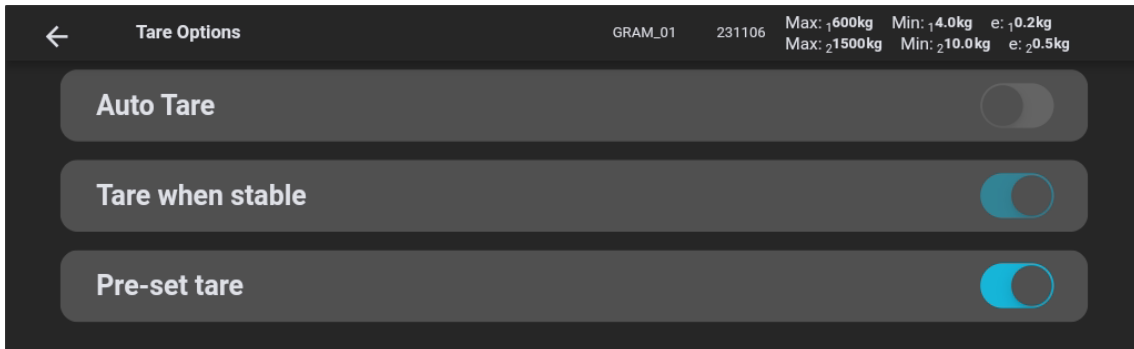 Tare Options GRAM_01 231106 Max: ₁600kg Min: ₁4.0kg e: ₁0.2kg
Max: ₂1500kg Min: ₂10.0kg e: ₂0.5kg
Auto Tare
Tare when stable
Pre-set tare